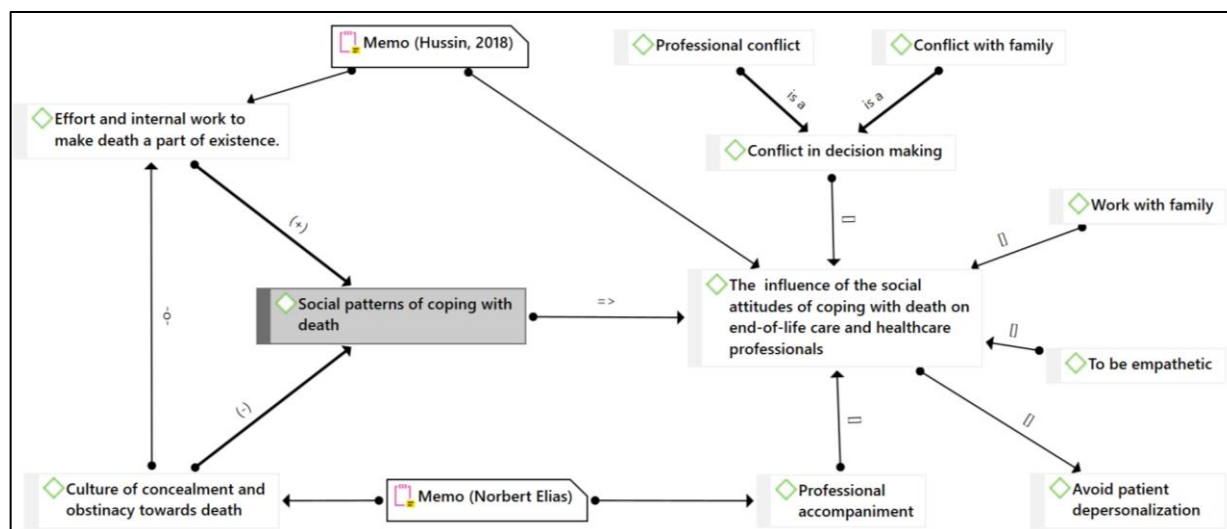 Memo (Hussin, 2018)
Professional conflict
Conflict with family
is a
is a
Effort and internal work to
make death a part of existence.
Conflict in decision making
[]
Work with family
[]
(+)
-o-
Social patterns of coping with
death
=>
The influence of the social
attitudes of coping with death on
end-of-life care and healthcare
professionals
[]
To be empathetic
(-)
[]
[]
Culture of concealment and
obstinacy towards death
Memo (Norbert Elias)
Professional
accompaniment
Avoid patient
depersonalization